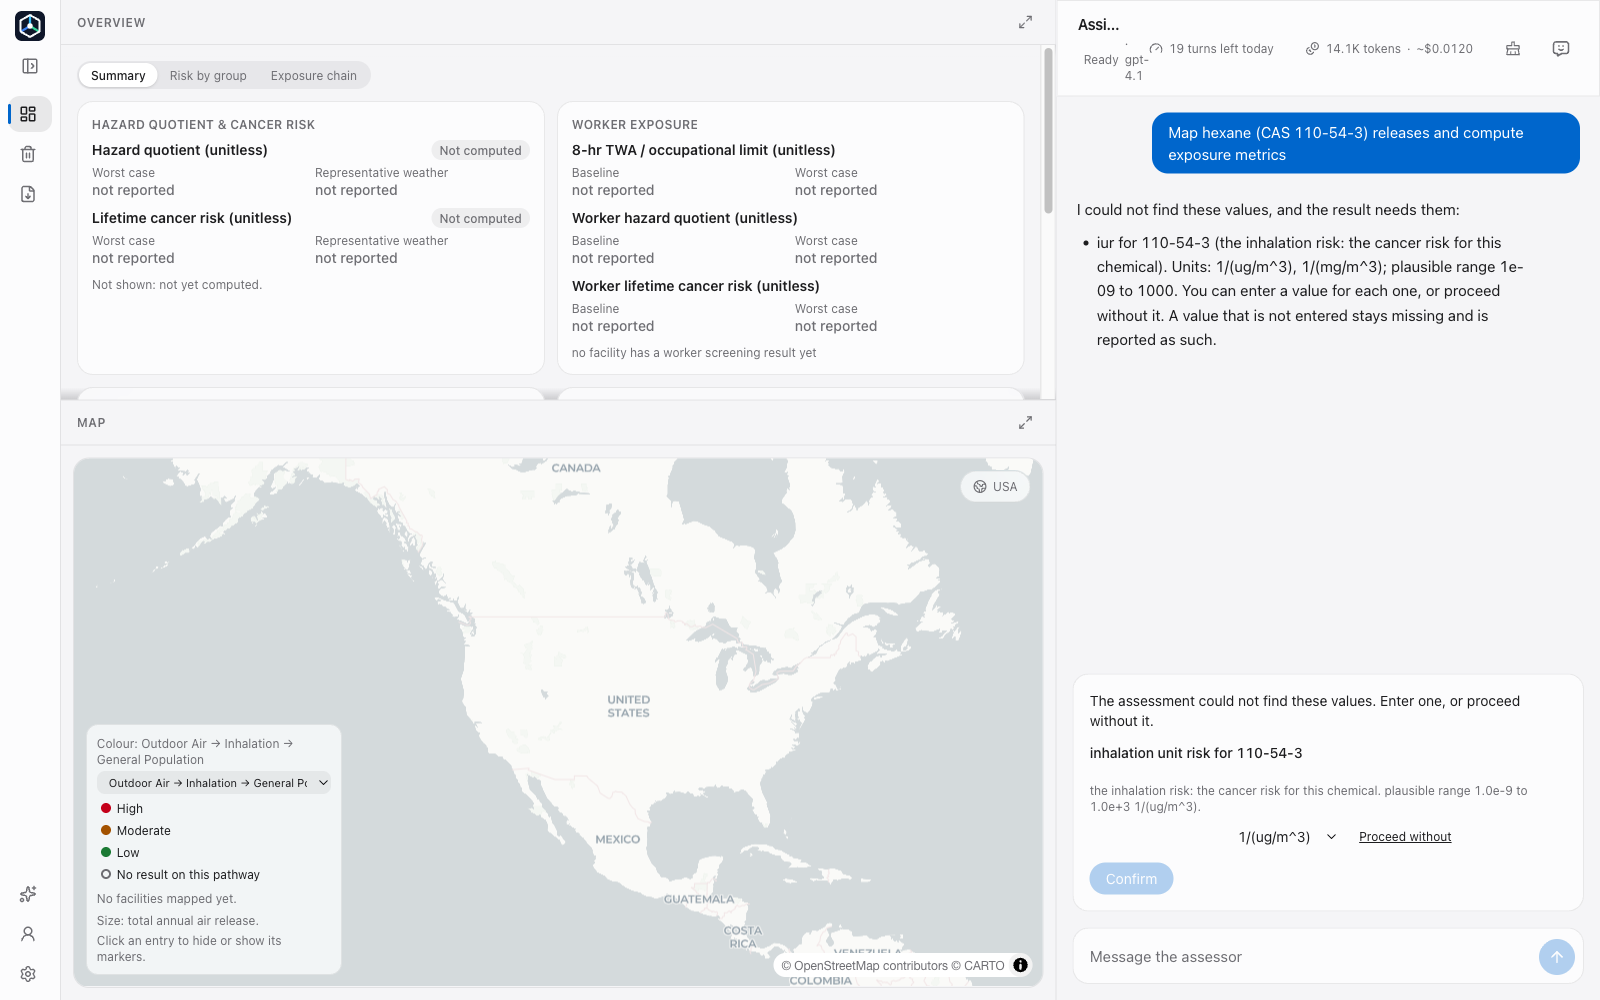 OVERVIEW
Summary
Risk by group
Exposure chain
HAZARD QUOTIENT & CANCER RISK
Hazard quotient (unitless)
Not computed
Worst case
Representative weather
not reported
not reported
Lifetime cancer risk (unitless)
Not computed
Worst case
Representative weather
not reported
not reported
Not shown: not yet computed.
WORKER EXPOSURE
8-hr TWA / occupational limit (unitless)
Baseline
Worst case
not reported
not reported
Worker hazard quotient (unitless)
Baseline
Worst case
not reported
not reported
Worker lifetime cancer risk (unitless)
Baseline
Worst case
not reported
not reported
no facility has a worker screening result yet
MAP
CANADA
USA
UNITED
STATES
MEXICO
GUATEMALA
COSTA
RICA
VENEZUELA
COLOMBIA
Colour: Outdoor Air → Inhalation →
General Population
Outdoor Air → Inhalation → General Po
High
Moderate
Low
No result on this pathway
No facilities mapped yet.
Size: total annual air release.
Click an entry to hide or show its
markers.
© OpenStreetMap contributors © CARTO
Assi...
Ready
·
gpt-
4.1
19 turns left today
14.1K tokens · ~$0.0120
Map hexane (CAS 110-54-3) releases and compute
exposure metrics
I could not find these values, and the result needs them:
• iur for 110-54-3 (the inhalation risk: the cancer risk for this
chemical). Units: 1/(ug/m^3), 1/(mg/m^3); plausible range 1e-
09 to 1000. You can enter a value for each one, or proceed
without it. A value that is not entered stays missing and is
reported as such.
The assessment could not find these values. Enter one, or proceed
without it.
inhalation unit risk for 110-54-3
the inhalation risk: the cancer risk for this chemical. plausible range 1.0e-9 to
1.0e+3 1/(ug/m^3).
1/(ug/m^3)
Proceed without
Confirm
Message the assessor